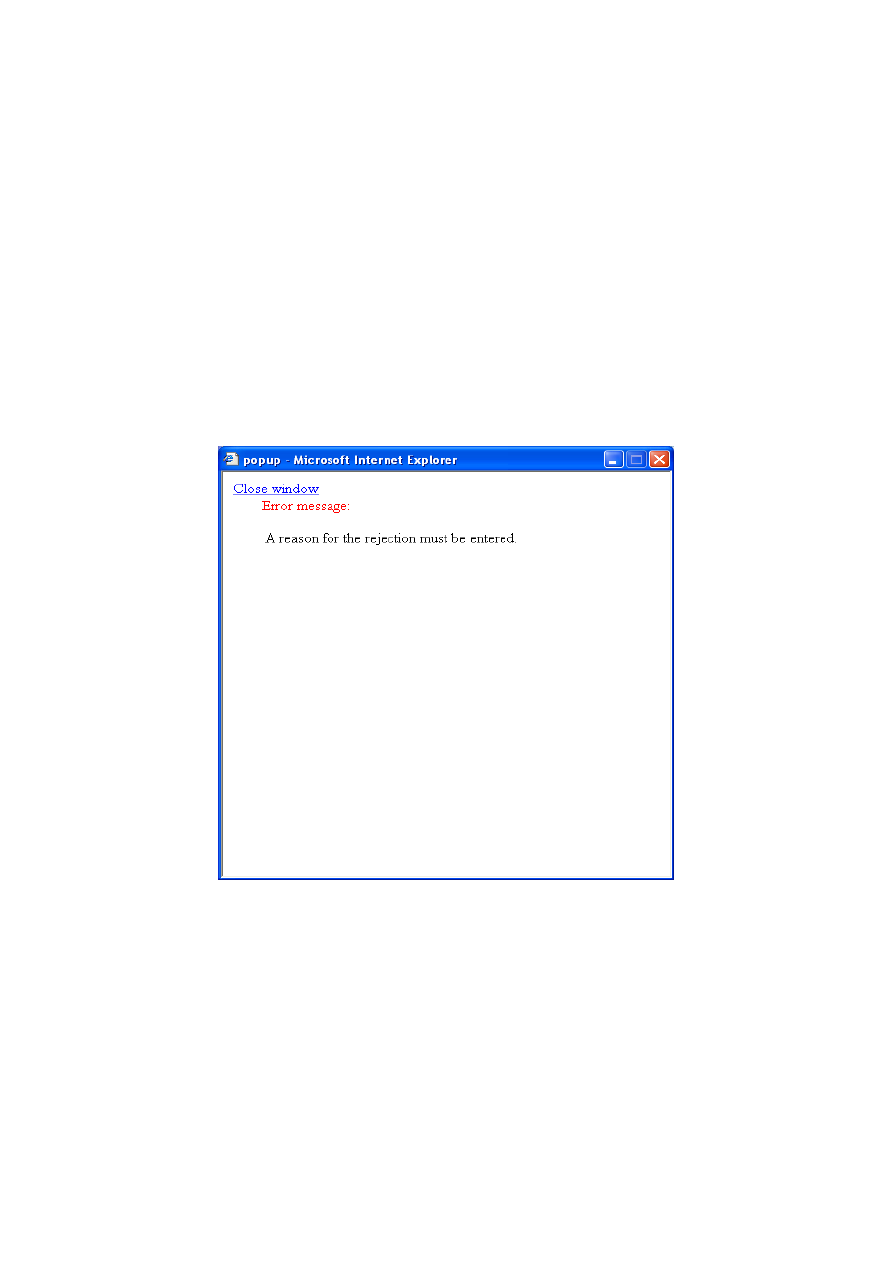 popup - Microsoft Internet Explorer
Close window
Error message:
A reason for the rejection must be entered.